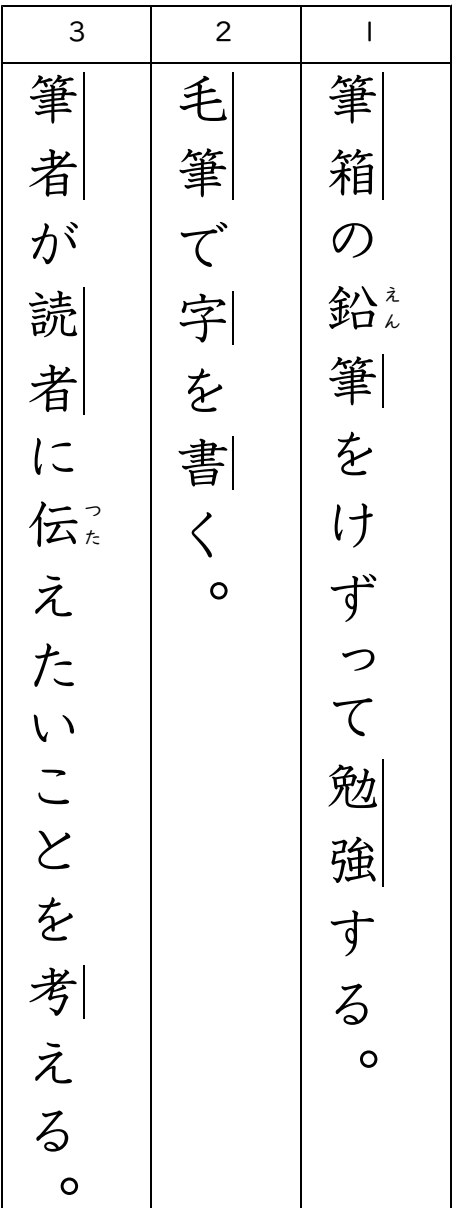 1
筆箱の鉛筆をけずって勉強する。
えん
2
毛筆で字を書く。
3
筆者が読者に伝えたいことを考える。
つた